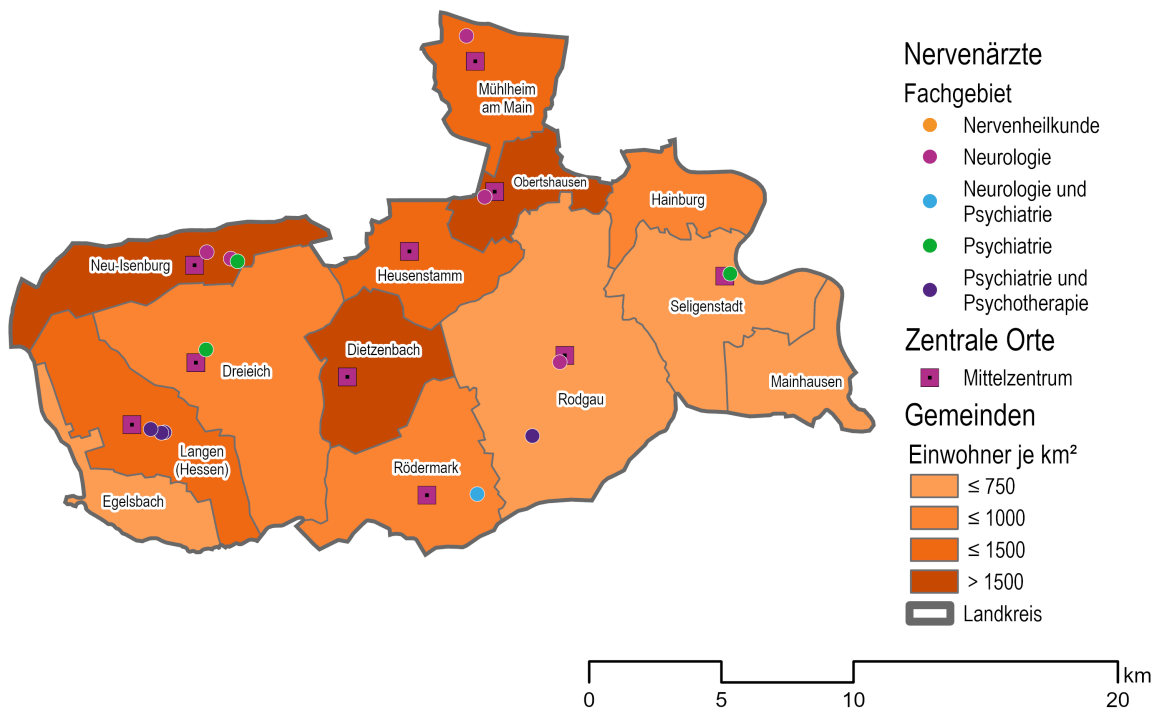 Mühlheim
am Main
Obertshausen
Hainburg
Neu-Isenburg
Heusenstamm
Seligenstadt
Dietzenbach
Dreieich
Mainhausen
Rodgau
Langen
(Hessen)
Rödermark
Egelsbach
Nervenärzte
Fachgebiet
Nervenheilkunde
Neurologie
Neurologie und
Psychiatrie
Psychiatrie
Psychiatrie und
Psychotherapie
Zentrale Orte
Mittelzentrum
Gemeinden
Einwohner je km²
≤ 750
≤ 1000
≤ 1500
> 1500
Landkreis
km
0 5 10 20